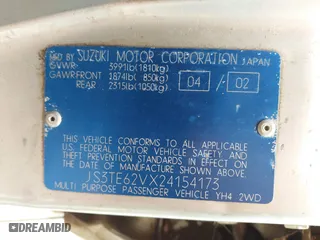 MFD BY SUZUKI MOTOR CORPORATION JAPAN
GVWR: 3991lb(1810kg)
GAWR:FRONT 1874lb( 850kg) 04 / 02
REAR 2315lb(1050kg)
THIS VEHICLE CONFORMS TO ALL APPLICABLE
U.S. FEDERAL MOTOR VEHICLE SAFETY AND
THEFT PREVENTION STANDARDS IN EFFECT
ON THE DATE OF MANUFACTURE SHOWN ABOVE.
JS3TE62VX24154173
MULTI PURPOSE PASSENGER VEHICLE YH4 2WD
DREAMBID